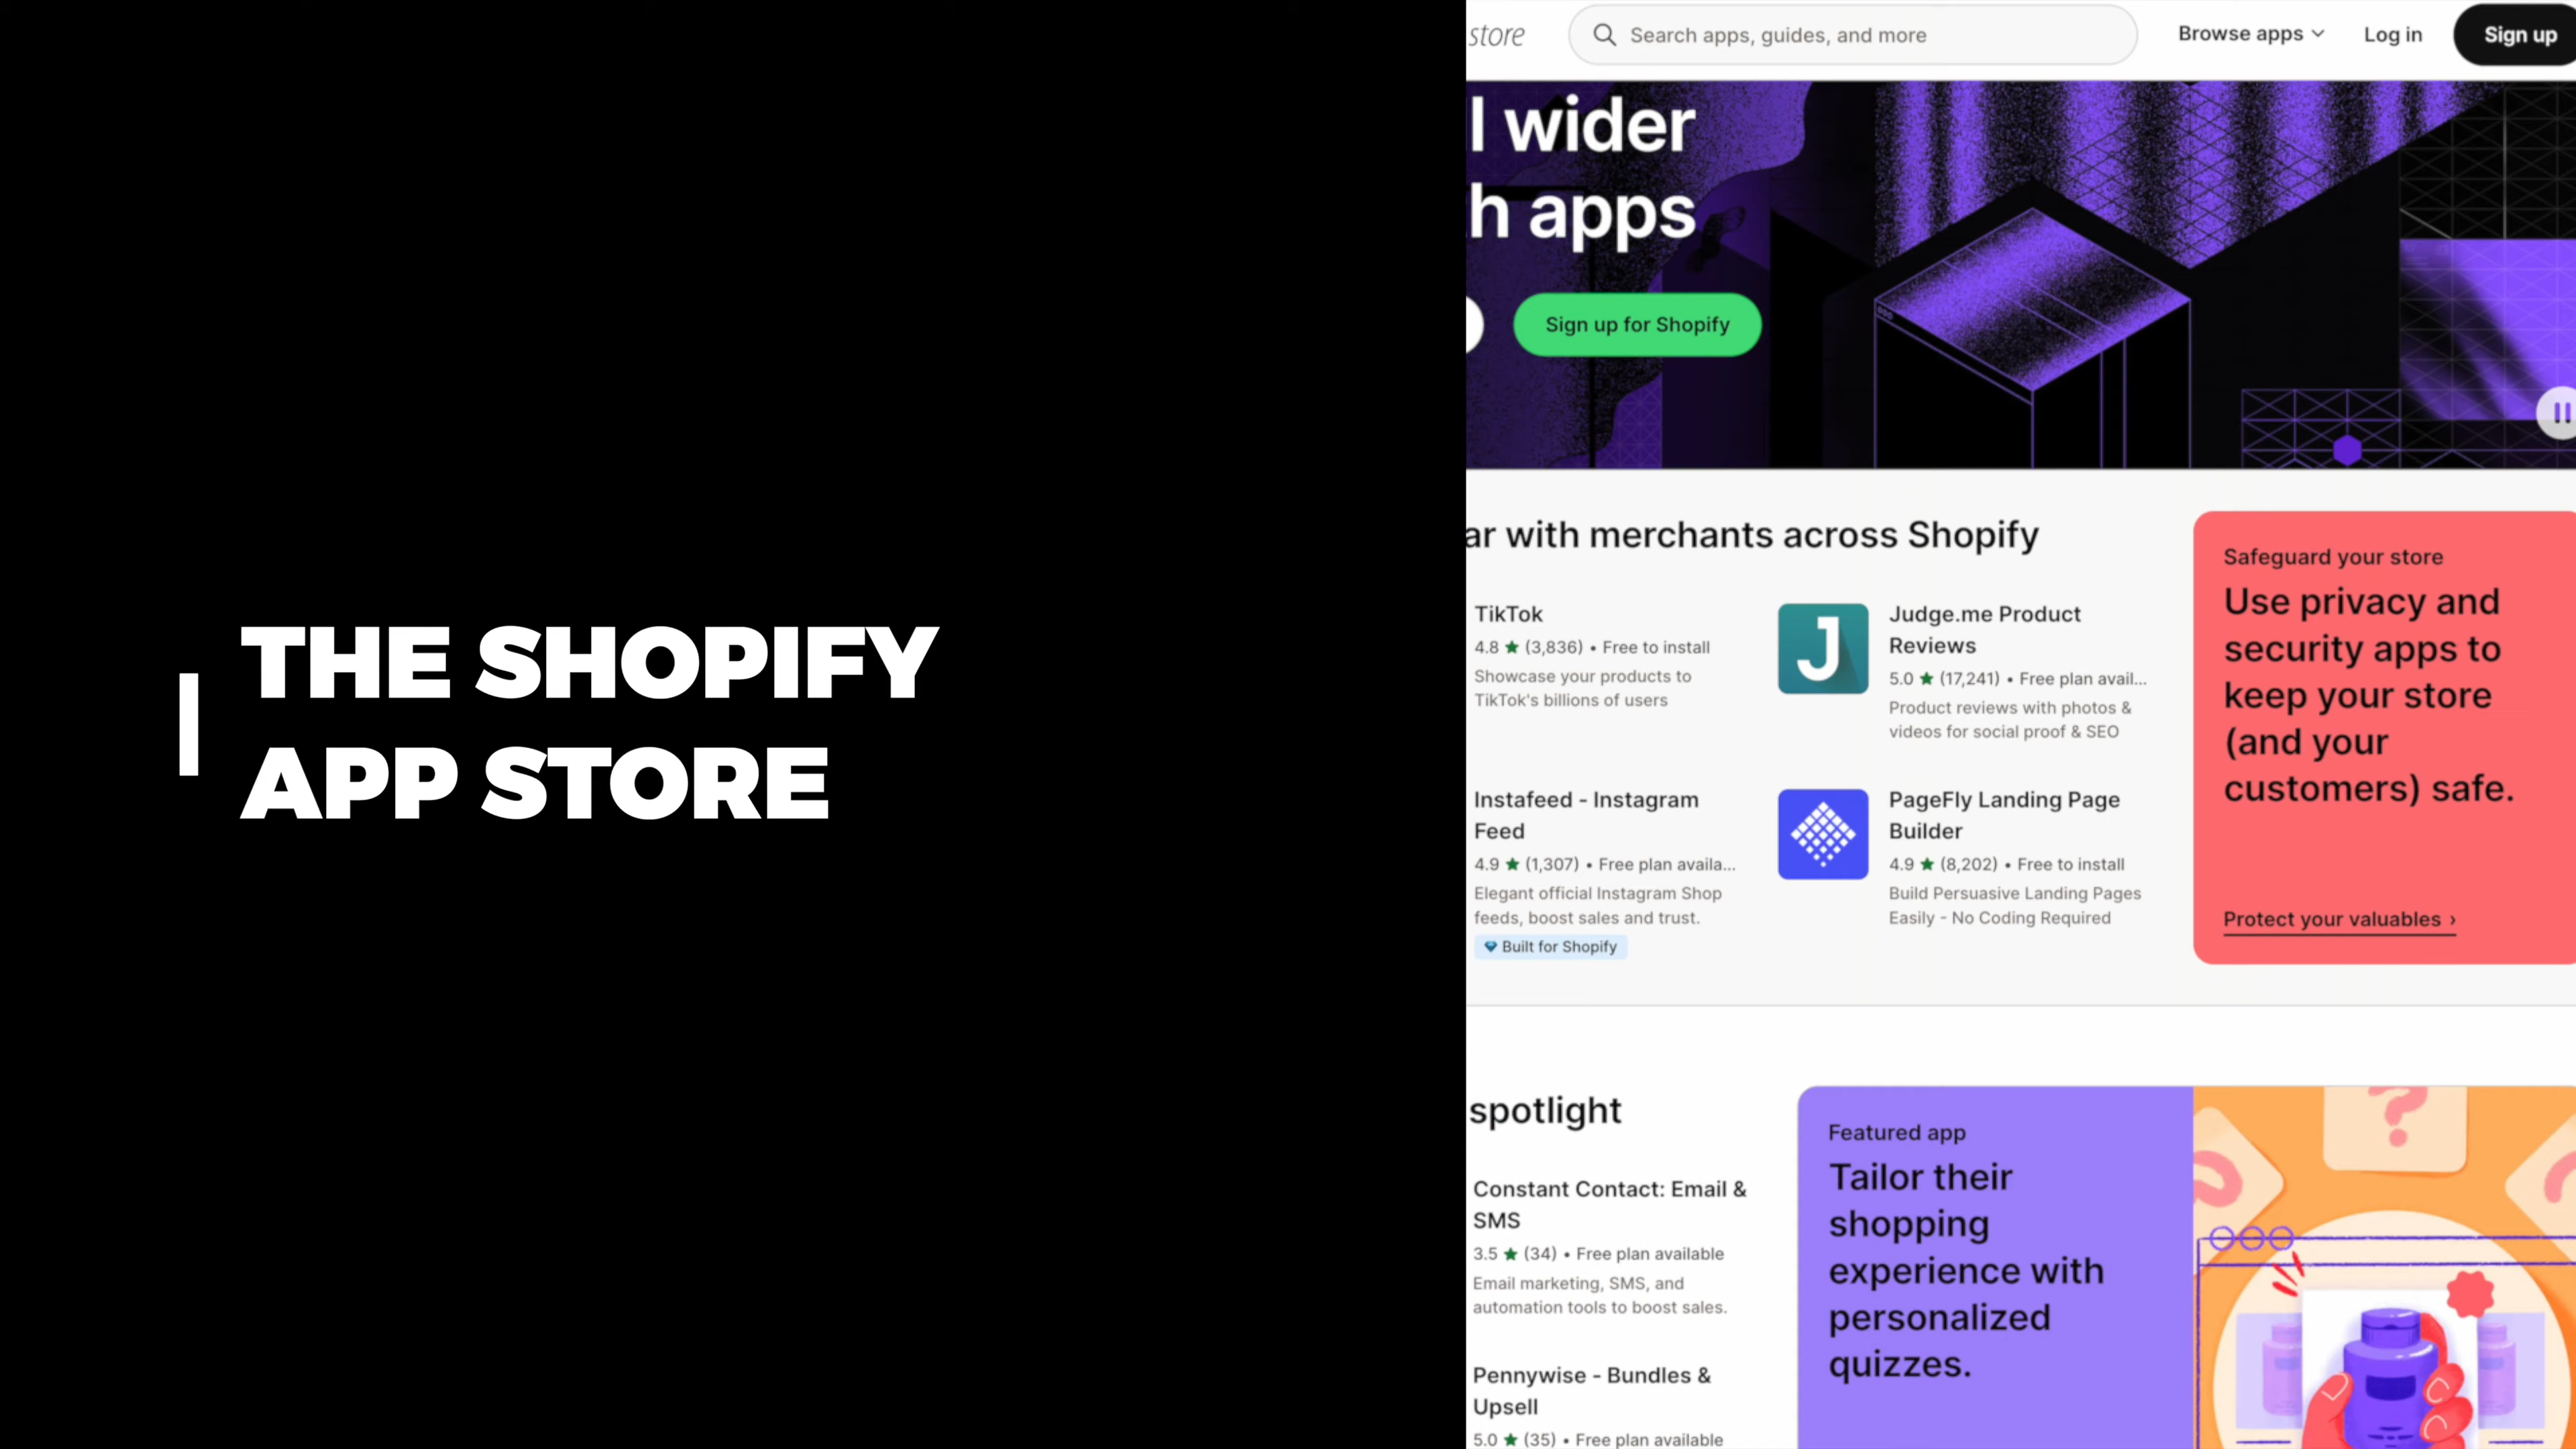 THE SHOPIFY
APP STORE
store
Search apps, guides, and more
Browse apps
Log in
Sign up
l wider
h apps
Sign up for Shopify
ar with merchants across Shopify
TikTok
4.8 ★ (3,836) • Free to install
Showcase your products to
TikTok's billions of users
Judge.me Product
Reviews
5.0 ★ (17,241) • Free plan avail...
Product reviews with photos &
videos for social proof & SEO
Instafeed - Instagram
Feed
4.9 ★ (1,307) • Free plan availa...
Elegant official Instagram Shop
feeds, boost sales and trust.
Built for Shopify
PageFly Landing Page
Builder
4.9 ★ (8,202) • Free to install
Build Persuasive Landing Pages
Easily - No Coding Required
Safeguard your store
Use privacy and
security apps to
keep your store
(and your
customers) safe.
Protect your valuables ›
spotlight
Constant Contact: Email &
SMS
3.5 ★ (34) • Free plan available
Email marketing, SMS, and
automation tools to boost sales.
Pennywise - Bundles &
Upsell
5.0 ★ (35) • Free plan available
Featured app
Tailor their
shopping
experience with
personalized
quizzes.